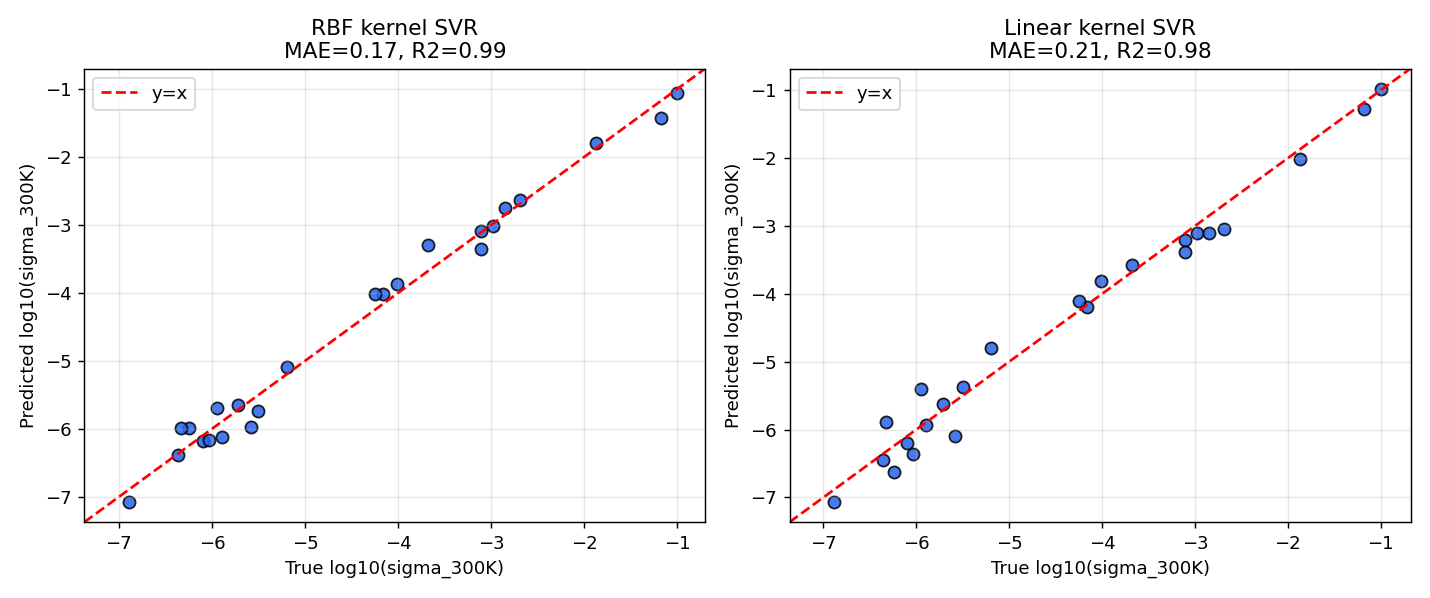 RBF kernel SVR
MAE=0.17, R2=0.99
y=x
−1
−2
−3
−4
−5
−6
−7
Predicted log10(sigma_300K)
−7
−6
−5
−4
−3
−2
−1
True log10(sigma_300K)
Linear kernel SVR
MAE=0.21, R2=0.98
y=x
−1
−2
−3
−4
−5
−6
−7
Predicted log10(sigma_300K)
−7
−6
−5
−4
−3
−2
−1
True log10(sigma_300K)